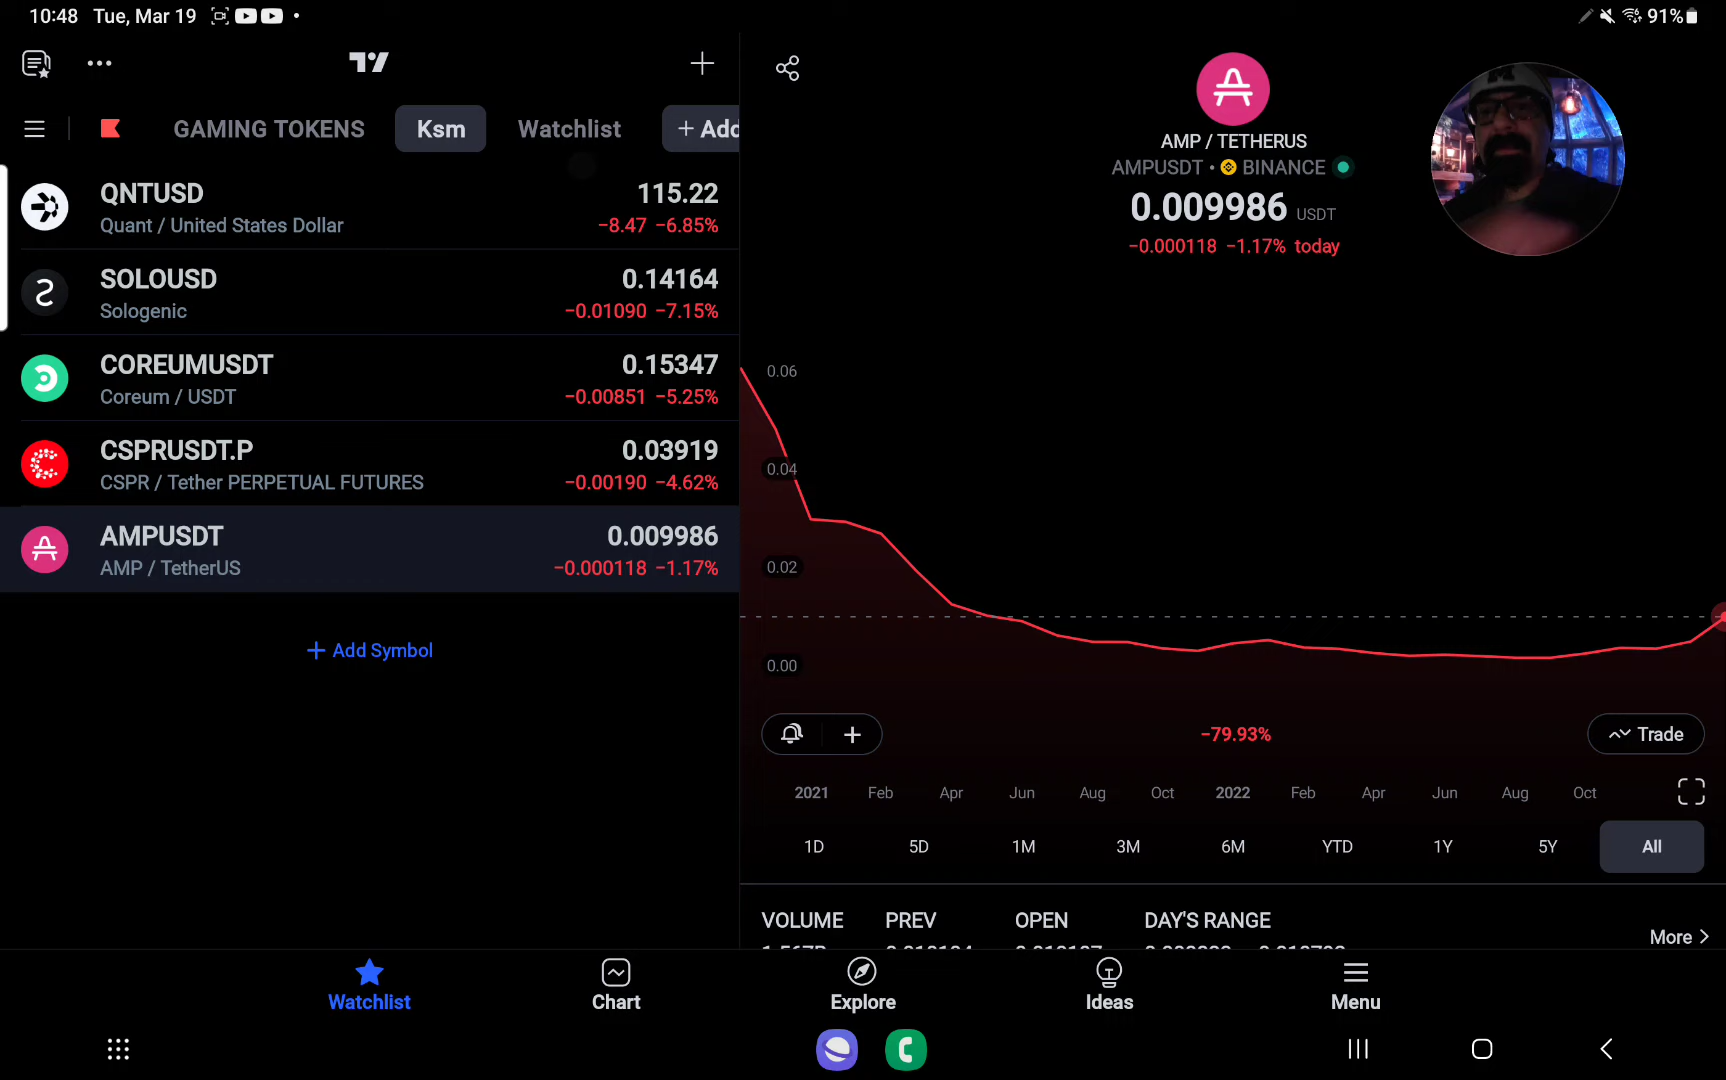 10:48 Tue, Mar 19
91%
GAMING TOKENS
Ksm
Watchlist
+ Add
QNTUSD 115.22
Quant / United States Dollar −8.47 −6.85%
SOLOUSD 0.14164
Sologenic −0.01090 −7.15%
COREUMUSDT 0.15347
Coreum / USDT −0.00851 −5.25%
CSPRUSDT.P 0.03919
CSPR / Tether PERPETUAL FUTURES −0.00190 −4.62%
AMPUSDT 0.009986
AMP / TetherUS −0.000118 −1.17%
+ Add Symbol
AMP / TETHERUS
AMPUSDT • BINANCE
0.009986 USDT
−0.000118 −1.17% today
0.06
0.04
0.02
0.00
−79.93%
Trade
2021 Feb Apr Jun Aug Oct 2022 Feb Apr Jun Aug Oct
1D 5D 1M 3M 6M YTD 1Y 5Y All
VOLUME PREV OPEN DAY'S RANGE
More >
Watchlist Chart Explore Ideas Menu